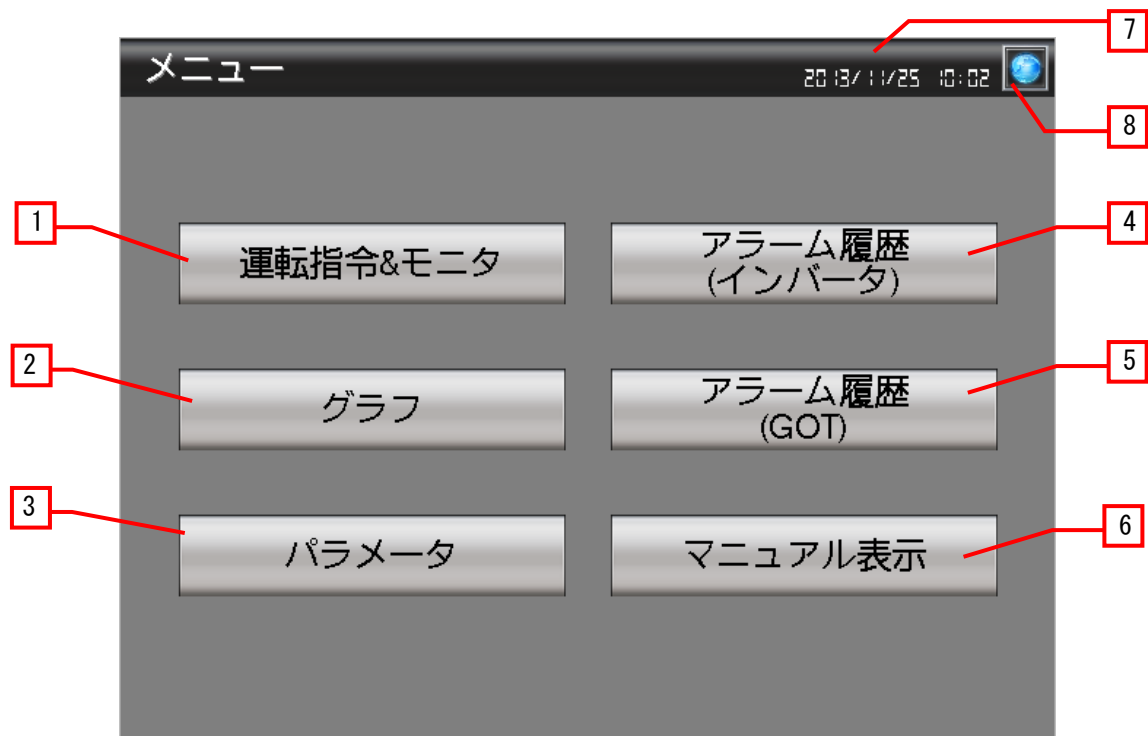 7
メニュー
2013/11/25 10:02
8
1
運転指令&モニタ
4
アラーム履歴
(インバータ)
2
グラフ
5
アラーム履歴
(GOT)
3
パラメータ
6
マニュアル表示